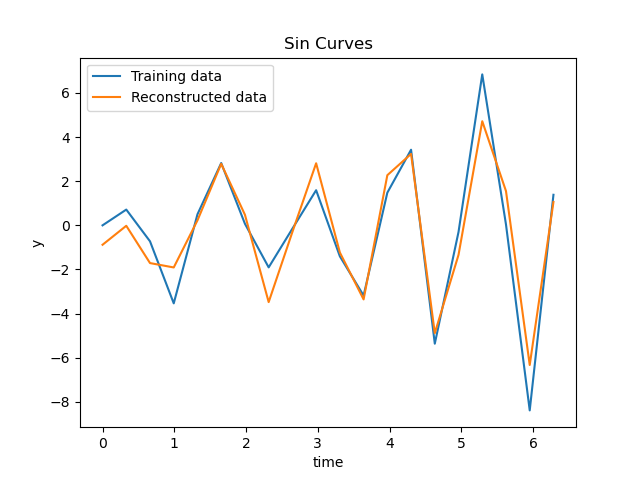 Sin Curves
Training data
Reconstructed data
6
4
2
0
−2
−4
−6
−8
y
0 1 2 3 4 5 6
time